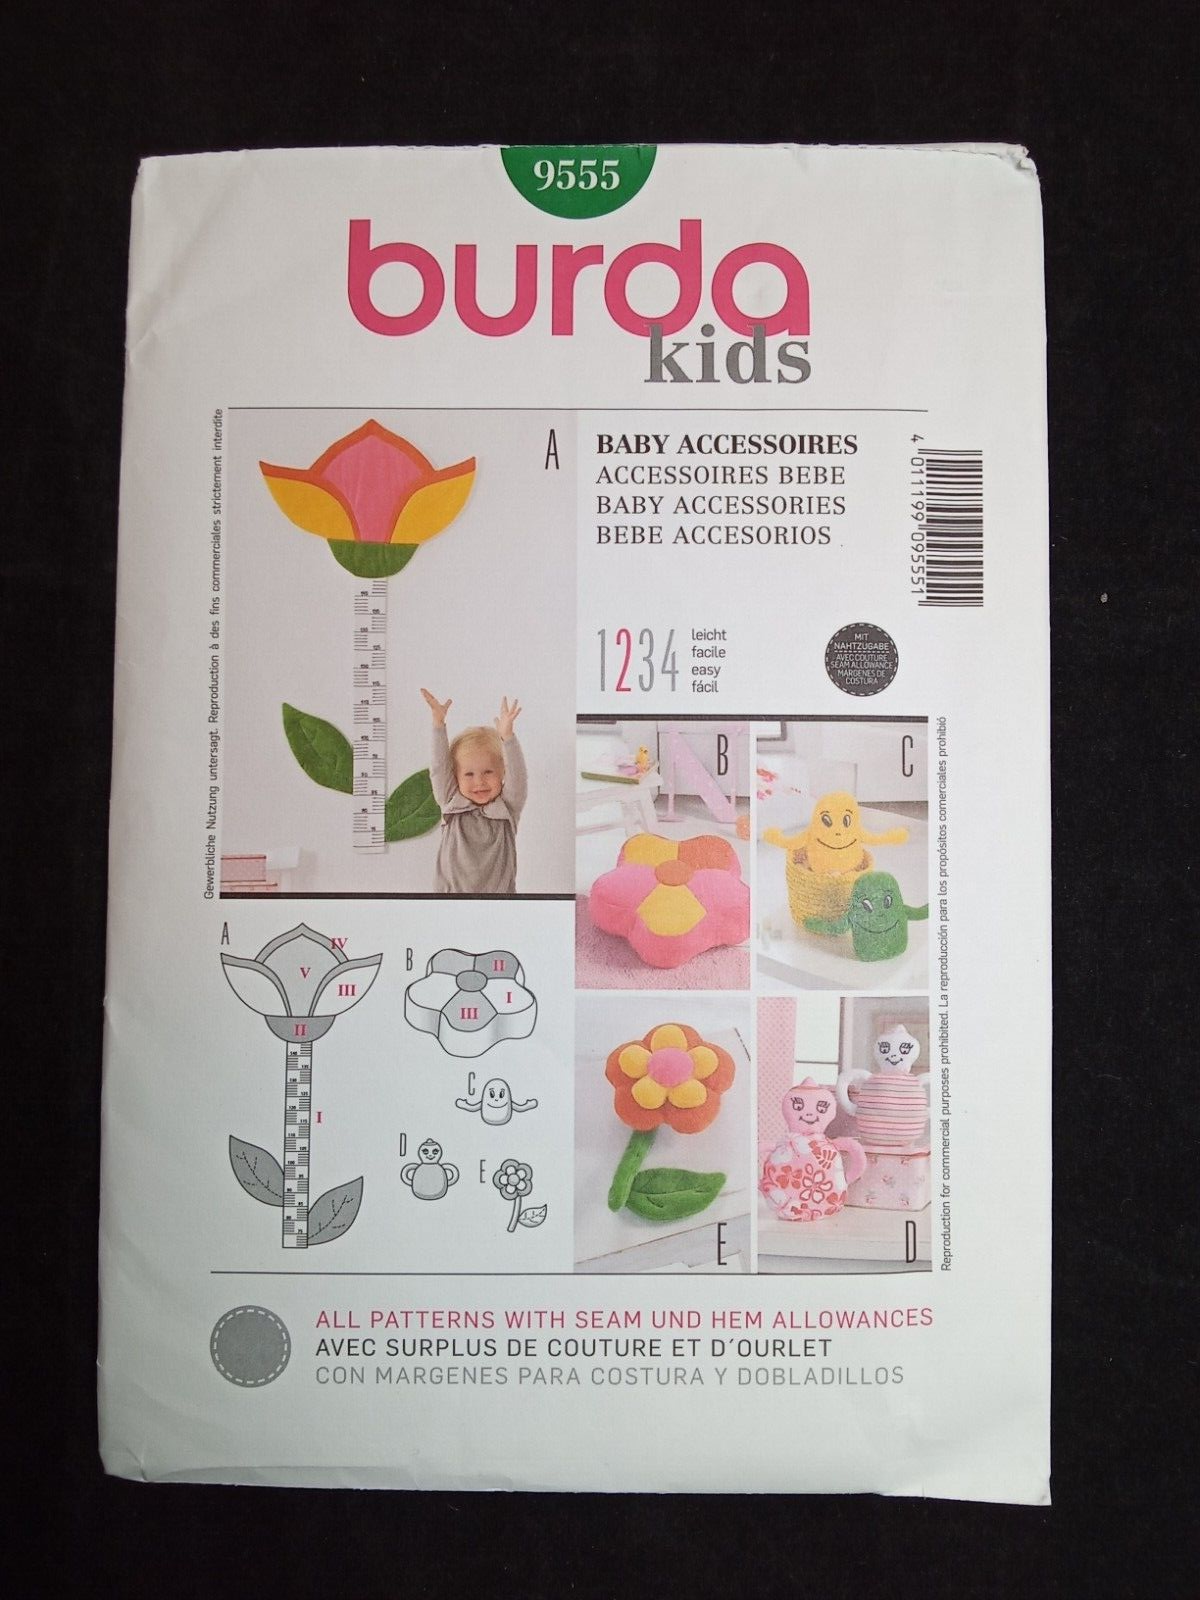 9555
burda
kids
Gewerbliche Nutzung untersagt. Reproduction à des fins commerciales strictement interdite
A
BABY ACCESSOIRES
ACCESSOIRES BEBE
BABY ACCESSORIES
BEBE ACCESORIOS
4 011199 095551
1234
leicht
facile
easy
fácil
MIT
NAHTZUGABE
AVEC COUTURE
SEAM ALLOWANCE
MARGENES DE
COSTURA
B
C
E
D
Reproduction for commercial purposes prohibited. La reproducción para los propósitos comerciales prohibió
A
IV
V
III
II
I
B
II
I
III
C
D
E
ALL PATTERNS WITH SEAM UND HEM ALLOWANCES
AVEC SURPLUS DE COUTURE ET D´OURLET
CON MARGENES PARA COSTURA Y DOBLADILLOS